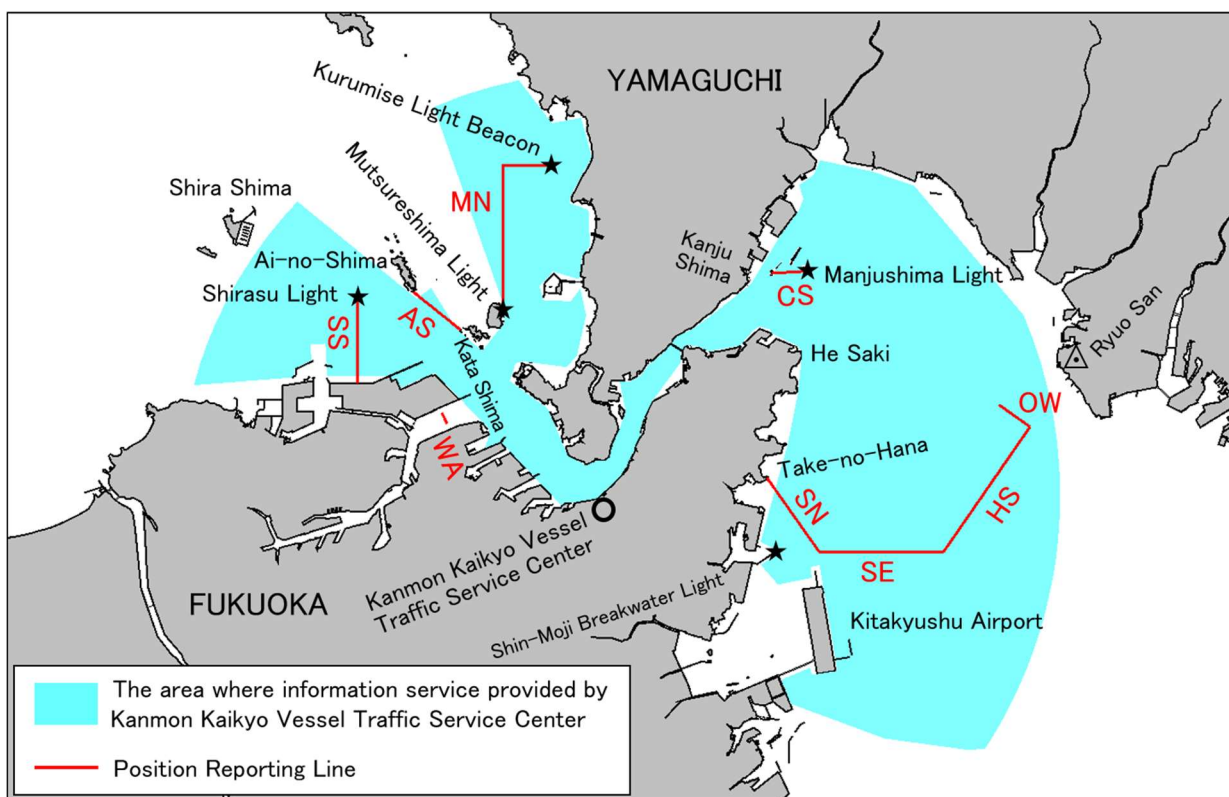 YAMAGUCHI
Kurumise Light Beacon
Mutsureshima Light
MN
Shira Shima
Ai-no-Shima
Shirasu Light
SS
AS
Kata Shima
WA
Kanju
Shima
CS
Manjushima Light
Ryuo San
He Saki
OW
Take-no-Hana
SN
HS
SE
Kanmon Kaikyo Vessel
Traffic Service Center
FUKUOKA
Shin-Moji Breakwater Light
Kitakyushu Airport
The area where information service provided by
Kanmon Kaikyo Vessel Traffic Service Center
Position Reporting Line